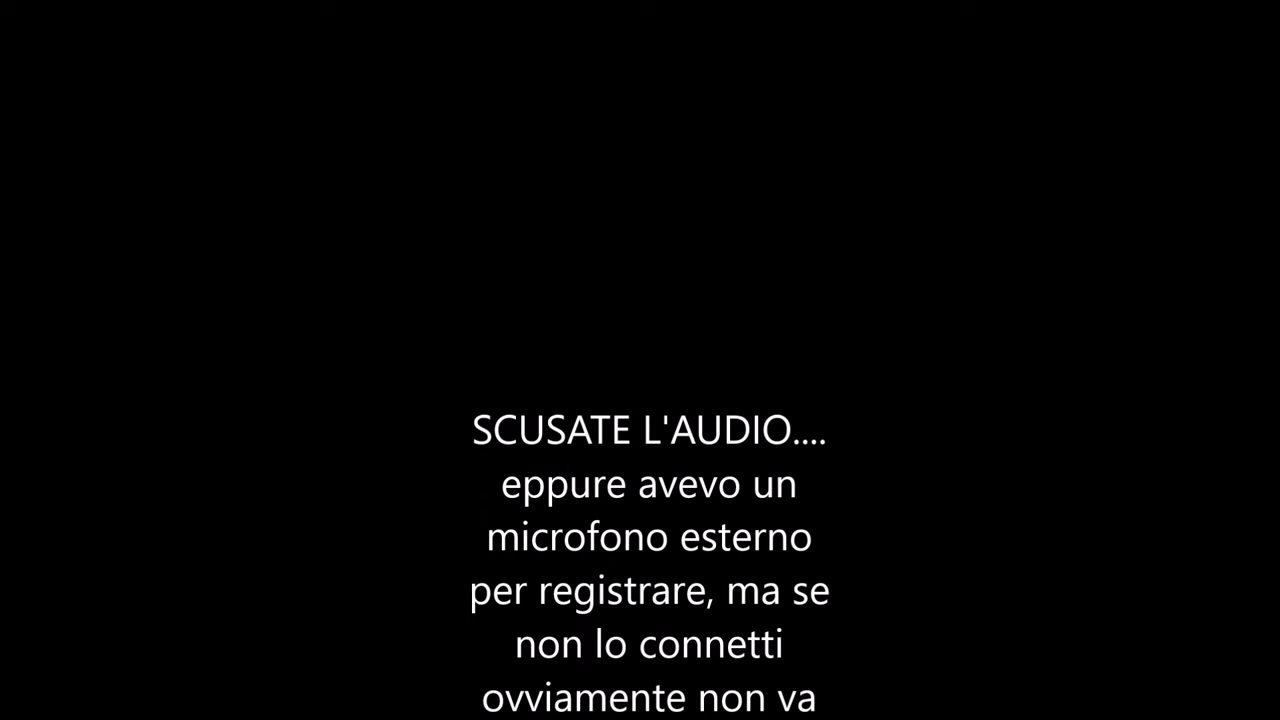 SCUSATE L'AUDIO....
eppure avevo un
microfono esterno
per registrare, ma se
non lo connetti
ovviamente non va